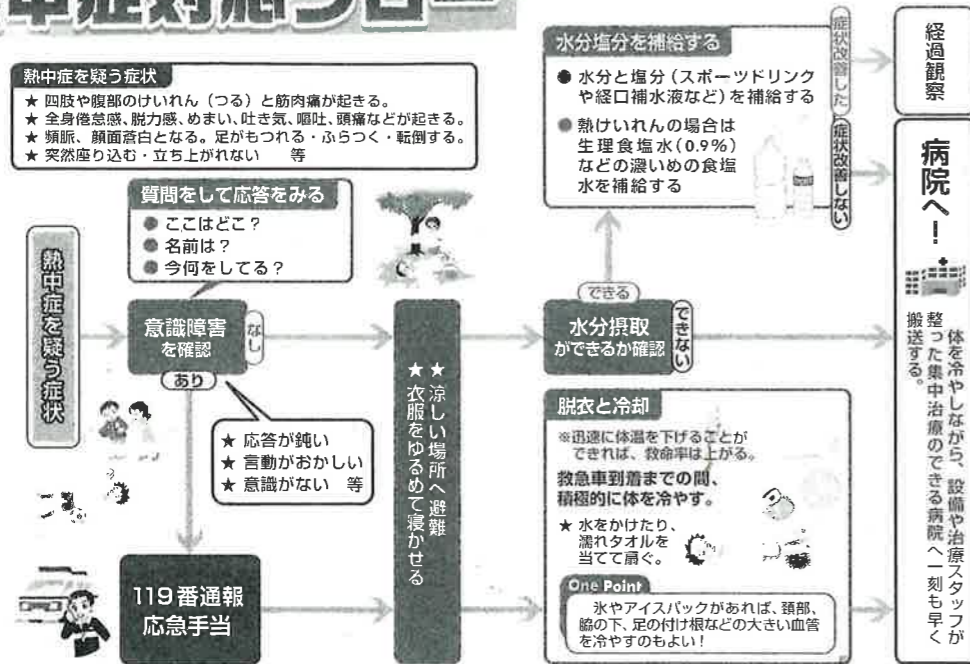 中症対応フロー
熱中症を疑う症状
★ 四肢や腹部のけいれん（つる）と筋肉痛が起きる。
★ 全身倦怠感、脱力感、めまい、吐き気、嘔吐、頭痛などが起きる。
★ 頻脈、顔面蒼白となる。足がもつれる・ふらつく・転倒する。
★ 突然座り込む・立ち上がれない　等
質問をして応答をみる
● ここはどこ？
● 名前は？
● 今何をしてる？
熱中症を疑う症状
意識障害
を確認
なし
あり
★ 応答が鈍い
★ 言動がおかしい
★ 意識がない　等
119番通報
応急手当
★ 涼しい場所へ避難
★ 衣服をゆるめて寝かせる
水分塩分を補給する
● 水分と塩分（スポーツドリンク
や経口補水液など）を補給する
● 熱けいれんの場合は
生理食塩水（0.9％）
などの濃いめの食塩
水を補給する
症状改善した
症状改善しない
できる
水分摂取
ができるか確認
できない
脱衣と冷却
※迅速に体温を下げることが
できれば、救命率は上がる。
救急車到着までの間、
積極的に体を冷やす。
★ 水をかけたり、
濡れタオルを
当てて扇ぐ。
One Point
氷やアイスパックがあれば、頚部、
脇の下、足の付け根などの大きい血管
を冷やすのもよい！
経過観察
病院へ！
体を冷やしながら、設備や治療スタッフが
整った集中治療のできる病院へ一刻も早く
搬送する。